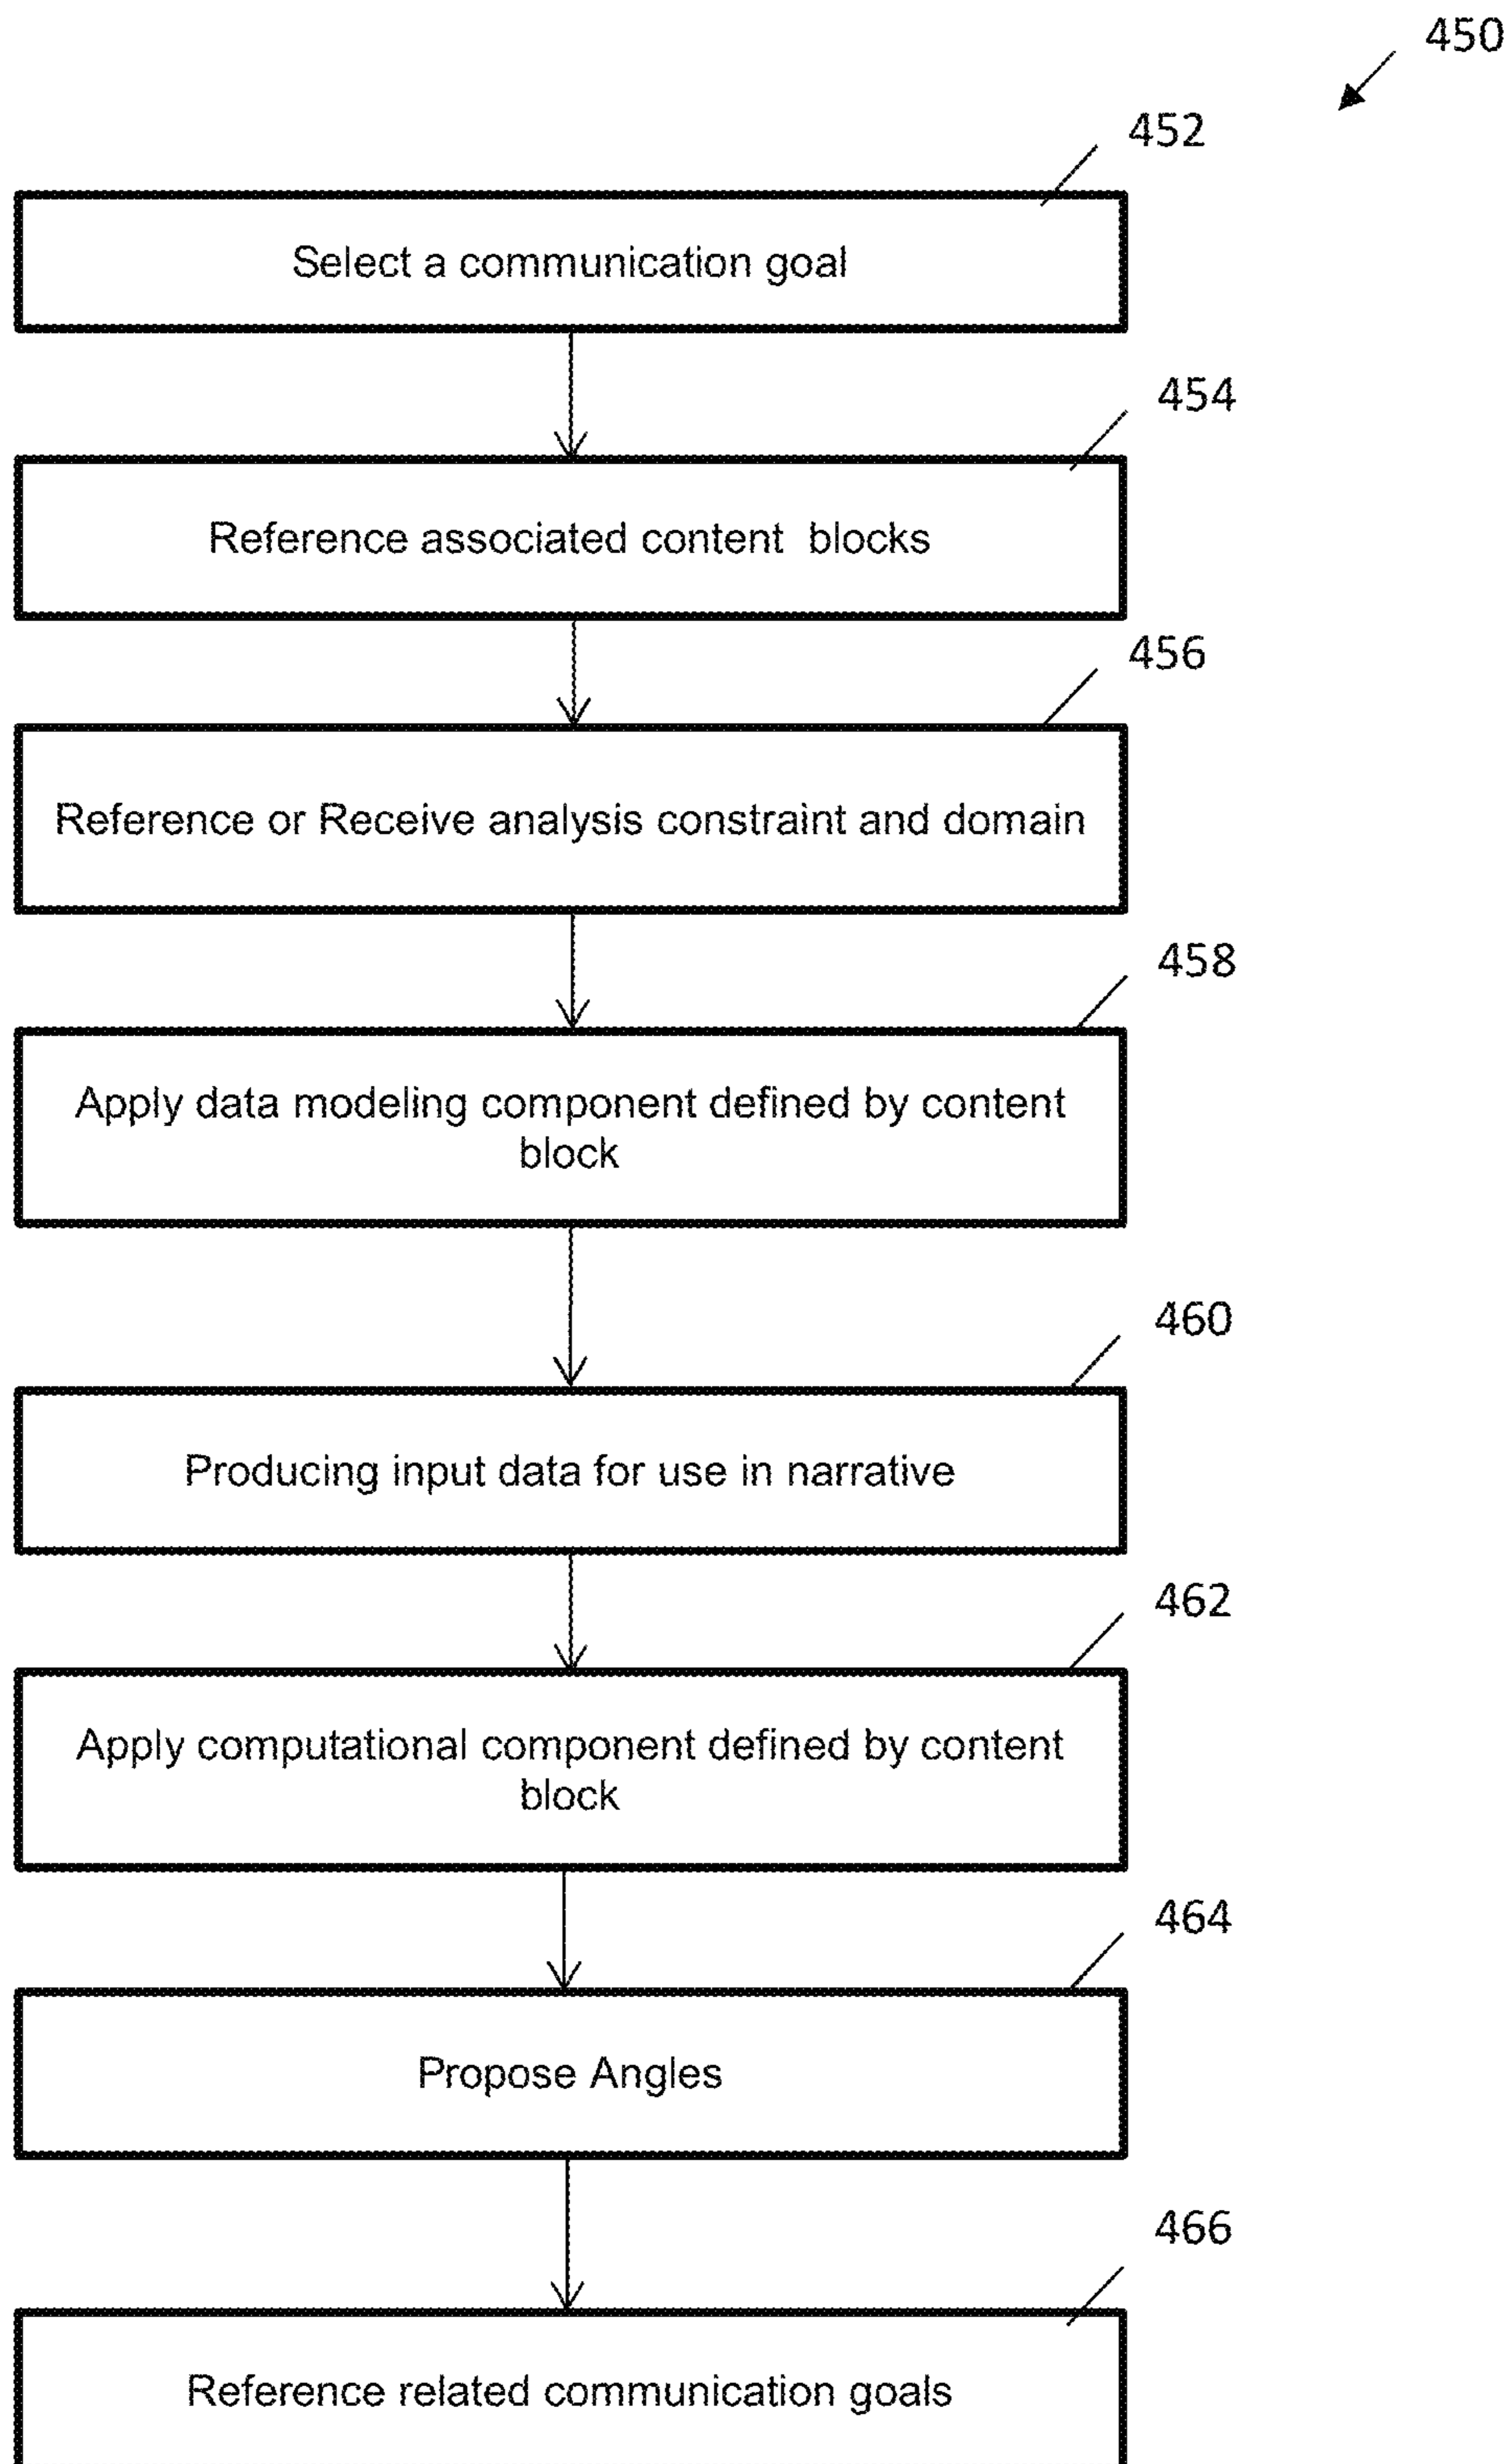 450
452
Select a communication goal
454
Reference associated content blocks
456
Reference or Receive analysis constraint and domain
458
Apply data modeling component defined by content
block
460
Producing input data for use in narrative
462
Apply computational component defined by content
block
464
Propose Angles
466
Reference related communication goals